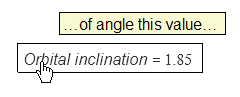 …of angle this value…
Orbital inclination = 1.85